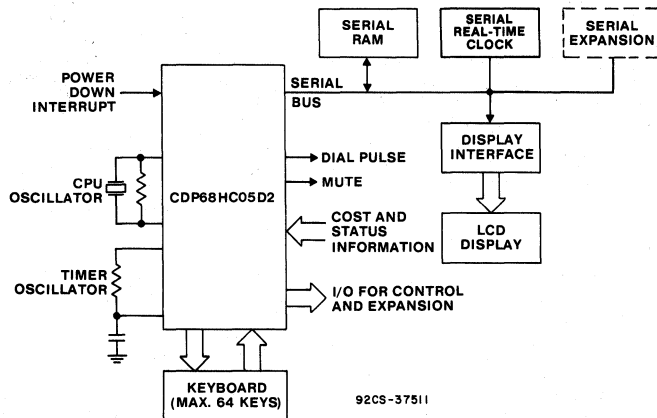 SERIAL
RAM
SERIAL
REAL-TIME
CLOCK
SERIAL
EXPANSION
POWER
DOWN
INTERRUPT
SERIAL
BUS
CPU
OSCILLATOR
CDP68HC05D2
DIAL PULSE
MUTE
DISPLAY
INTERFACE
COST AND
STATUS
INFORMATION
LCD
DISPLAY
TIMER
OSCILLATOR
I/O FOR CONTROL
AND EXPANSION
KEYBOARD
(MAX. 64 KEYS)
92CS-37511